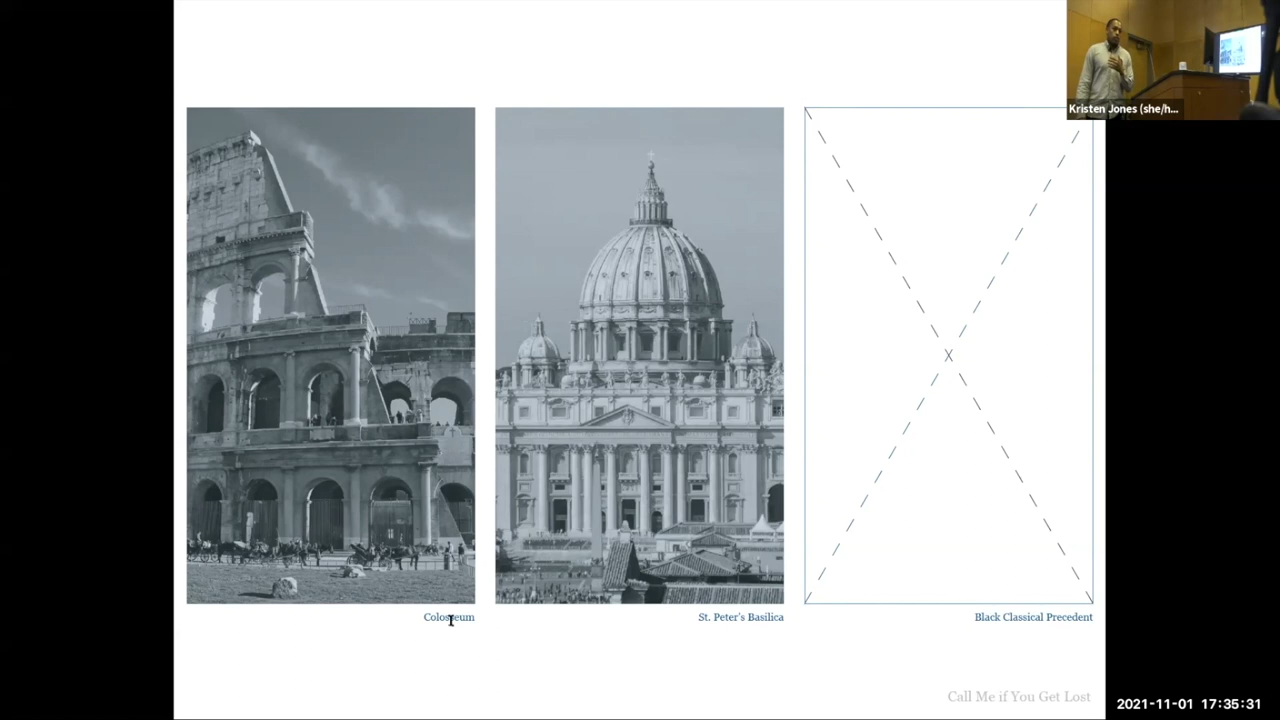 Kristen Jones (she/h...
Colosseum
St. Peter's Basilica
Black Classical Precedent
Call Me if You Get Lost
2021-11-01 17:35:31